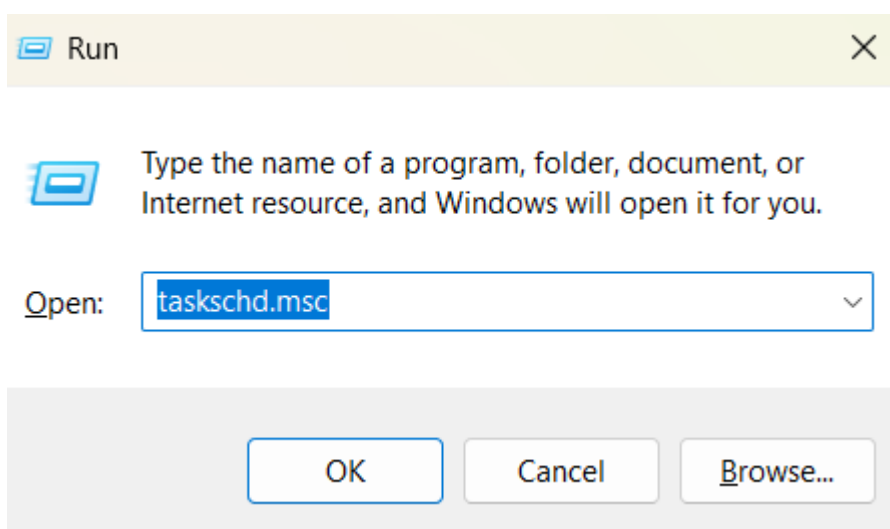 Run
Type the name of a program, folder, document, or
Internet resource, and Windows will open it for you.
Open: taskschd.msc
OK Cancel Browse...